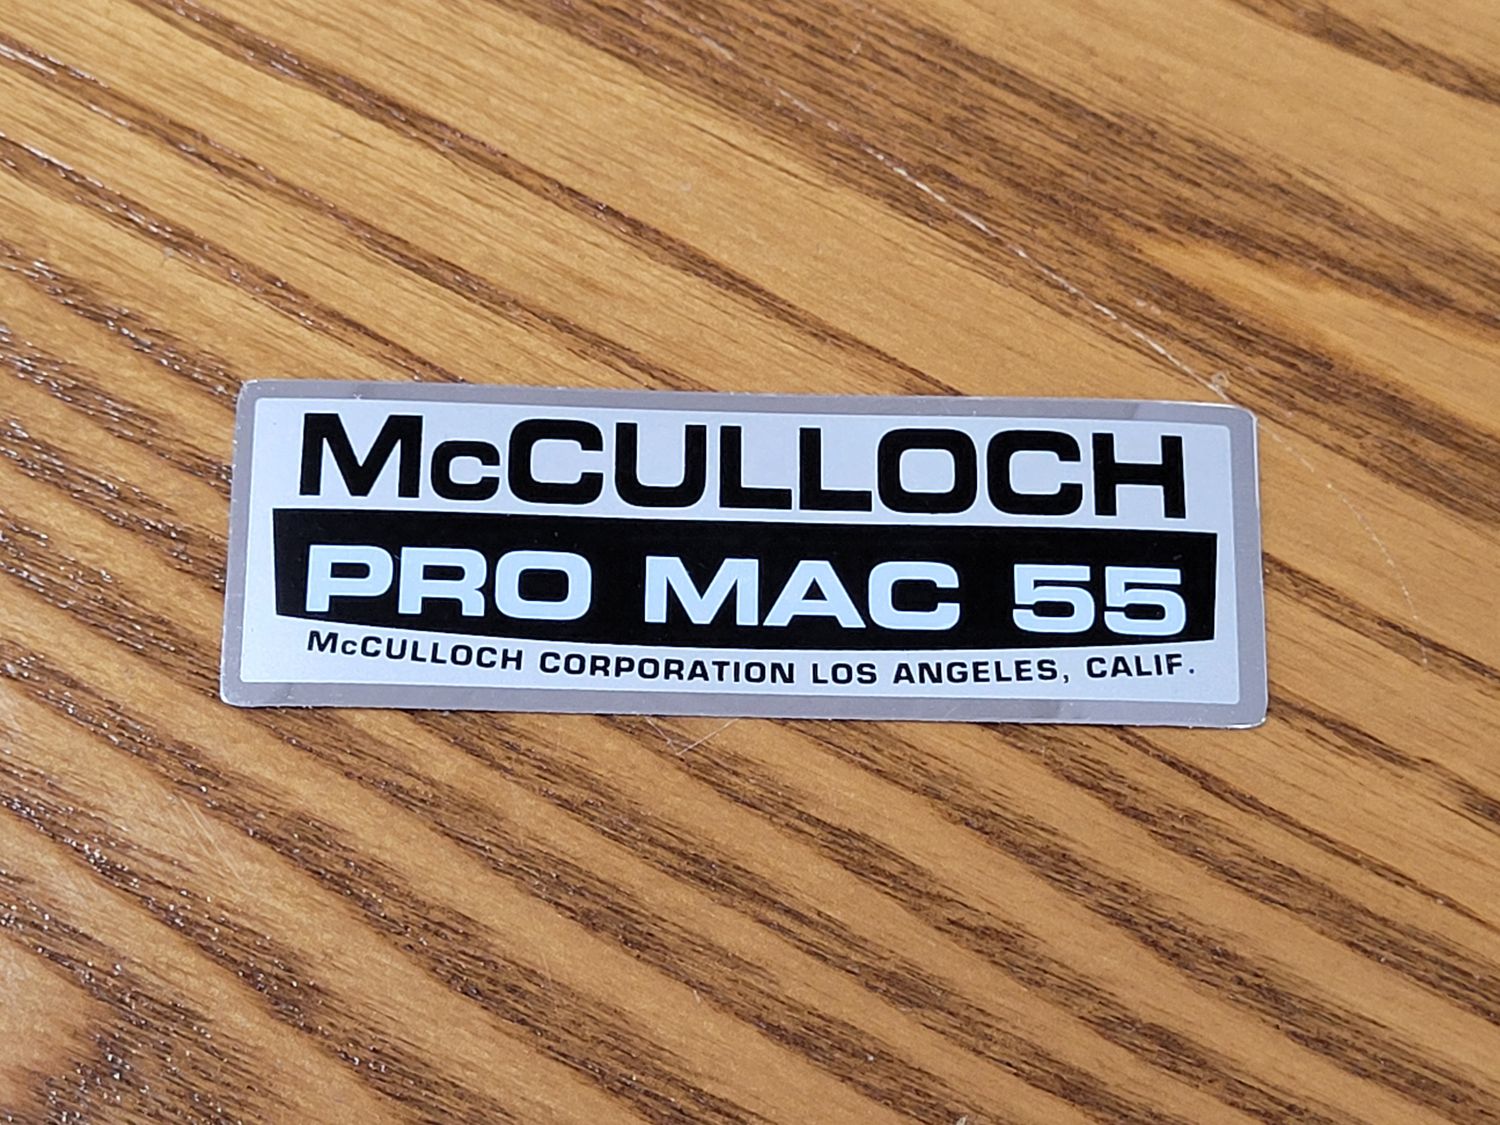 McCULLOCH
PRO MAC 55
McCULLOCH CORPORATION LOS ANGELES, CALIF.